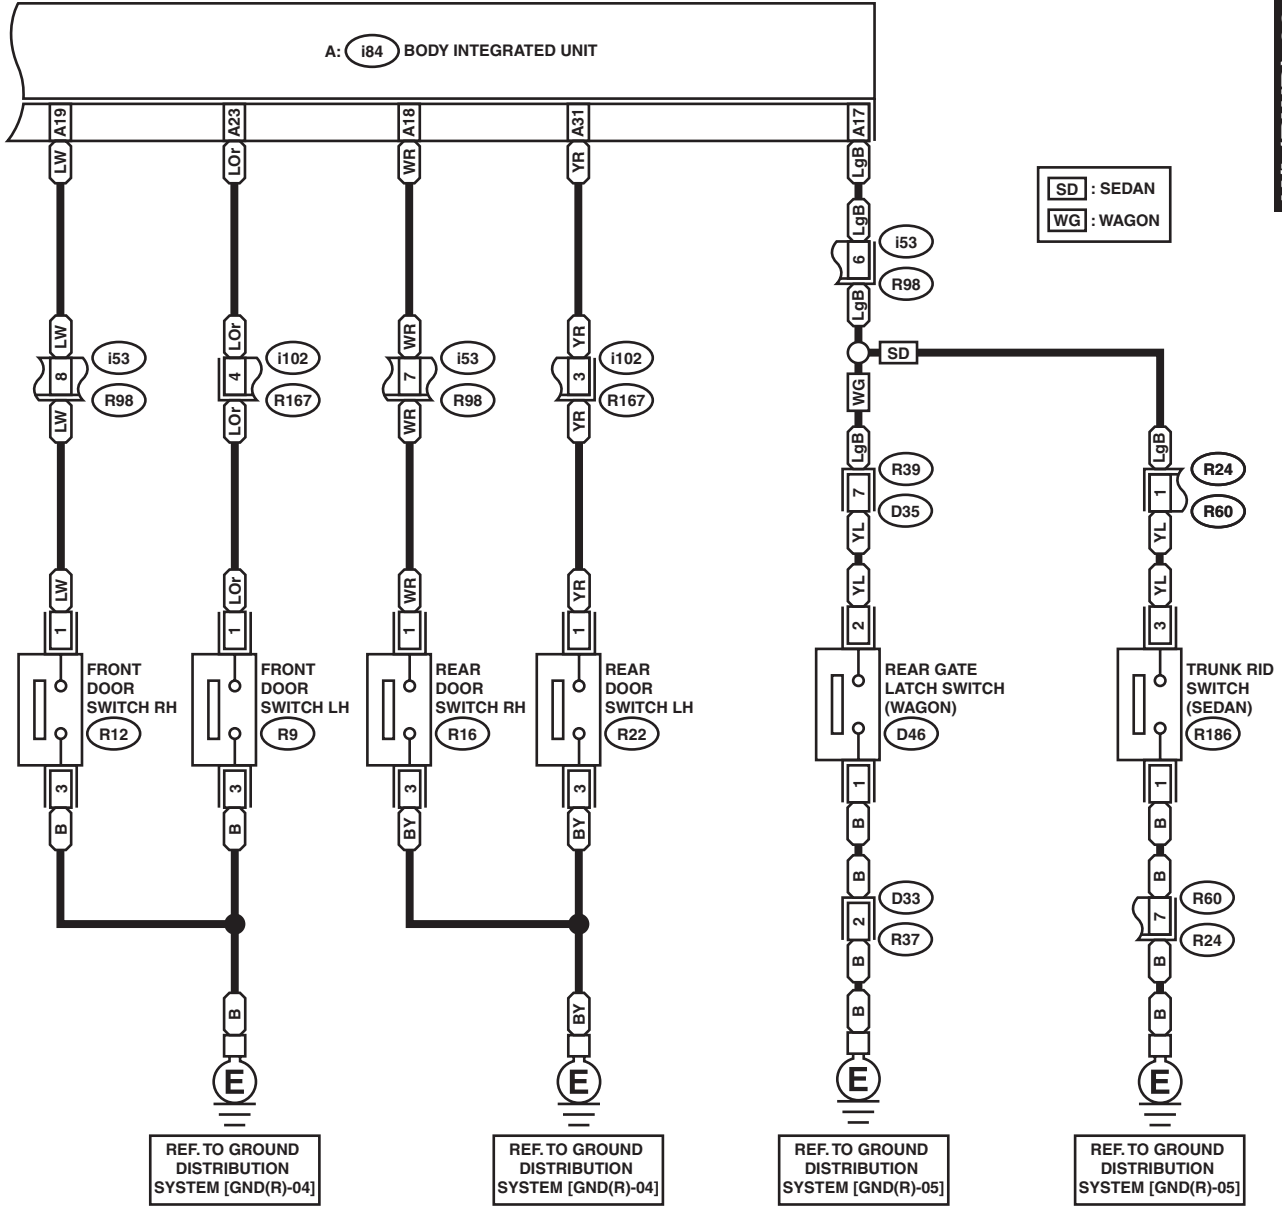 A: i84 BODY INTEGRATED UNIT
A19 A23 A18 A31 A17
LW LOr WR YR LgB
SD : SEDAN
WG : WAGON
LgB
i53
6
R98
LgB
LW LOr WR YR
SD
i53 i102 i53 i102
8 4 7 3
R98 R167 R98 R167
WG
LW LOr WR YR
LgB LgB
R39 R24
7 1
D35 R60
YL YL
LW LOr WR YR YL YL
1 1 1 1 2 3
FRONT
DOOR
SWITCH RH
R12
FRONT
DOOR
SWITCH LH
R9
REAR
DOOR
SWITCH RH
R16
REAR
DOOR
SWITCH LH
R22
REAR GATE
LATCH SWITCH
(WAGON)
D46
TRUNK RID
SWITCH
(SEDAN)
R186
3 3 3 3 1 1
B B BY BY B B
B B
D33 R60
2 7
R37 R24
B B
B BY B B
E E E E
REF. TO GROUND
DISTRIBUTION
SYSTEM [GND(R)-04]
REF. TO GROUND
DISTRIBUTION
SYSTEM [GND(R)-04]
REF. TO GROUND
DISTRIBUTION
SYSTEM [GND(R)-05]
REF. TO GROUND
DISTRIBUTION
SYSTEM [GND(R)-05]